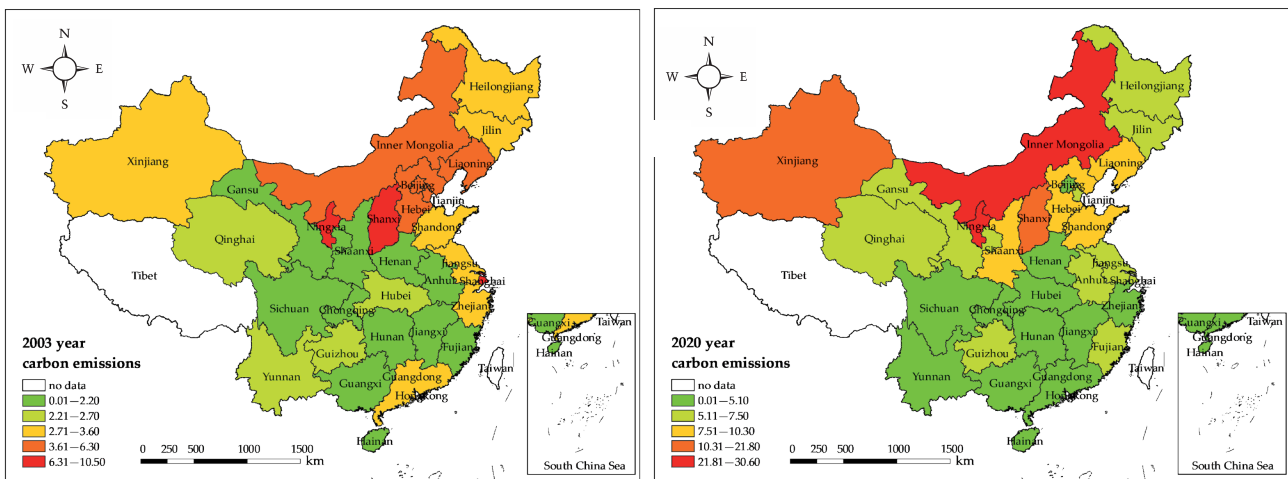 N
W E
S
Heilongjiang
Jilin
Xinjiang
Inner Mongolia
Liaoning
Gansu
Beijing
Tianjin
Hebei
Ningxia
Shanxi
Shandong
Qinghai
Shaanxi
Henan
Jiangsu
Tibet
Anhui
Shanghai
Sichuan
Hubei
Chongqing
Zhejiang
Hunan
Jiangxi
Guizhou
Fujian
Yunnan
Guangxi
Guangdong
Taiwan
Hong Kong
Hainan
2003 year
carbon emissions
no data
0.01—2.20
2.21—2.70
2.71—3.60
3.61—6.30
6.31—10.50
0 250 500 1000 1500
km
Guangxi
Taiwan
Guangdong
Hainan
South China Sea
N
W E
S
Heilongjiang
Jilin
Xinjiang
Inner Mongolia
Liaoning
Gansu
Beijing
Tianjin
Hebei
Ningxia
Shanxi
Shandong
Qinghai
Shaanxi
Henan
Jiangsu
Tibet
Anhui
Shanghai
Sichuan
Hubei
Chongqing
Zhejiang
Hunan
Jiangxi
Guizhou
Fujian
Yunnan
Guangxi
Guangdong
Taiwan
Hong Kong
Hainan
2020 year
carbon emissions
no data
0.01—5.10
5.11—7.50
7.51—10.30
10.31—21.80
21.81—30.60
0 250 500 1000 1500
km
Guangxi
Taiwan
Guangdong
Hainan
South China Sea